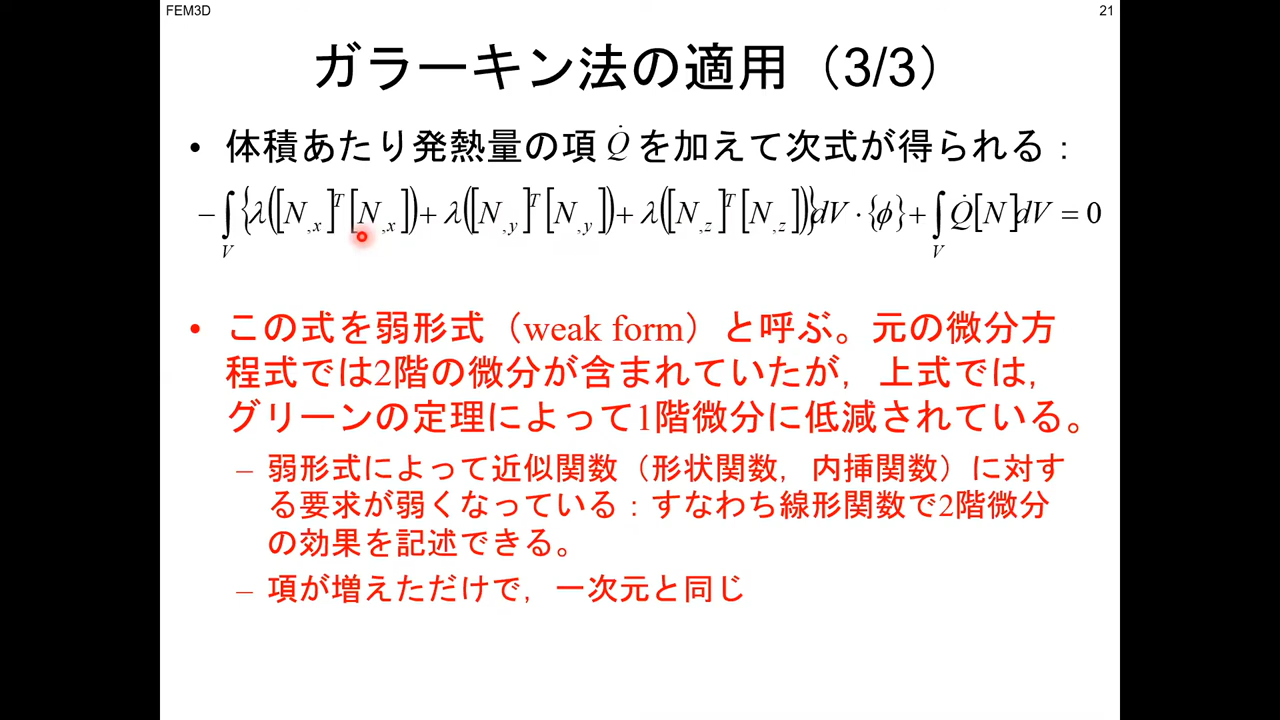 FEM3D
21
ガラーキン法の適用（3/3）
• 体積あたり発熱量の項 Q̇ を加えて次式が得られる：
−∫_V {λ([N_{,x}]^T [N_{,x}]) + λ([N_{,y}]^T [N_{,y}]) + λ([N_{,z}]^T [N_{,z}])}dV · {ϕ} + ∫_V Q̇[N]dV = 0
• この式を弱形式（weak form）と呼ぶ。元の微分方
程式では2階の微分が含まれていたが，上式では，
グリーンの定理によって1階微分に低減されている。
– 弱形式によって近似関数（形状関数，内挿関数）に対す
る要求が弱くなっている：すなわち線形関数で2階微分
の効果を記述できる。
– 項が増えただけで，一次元と同じ